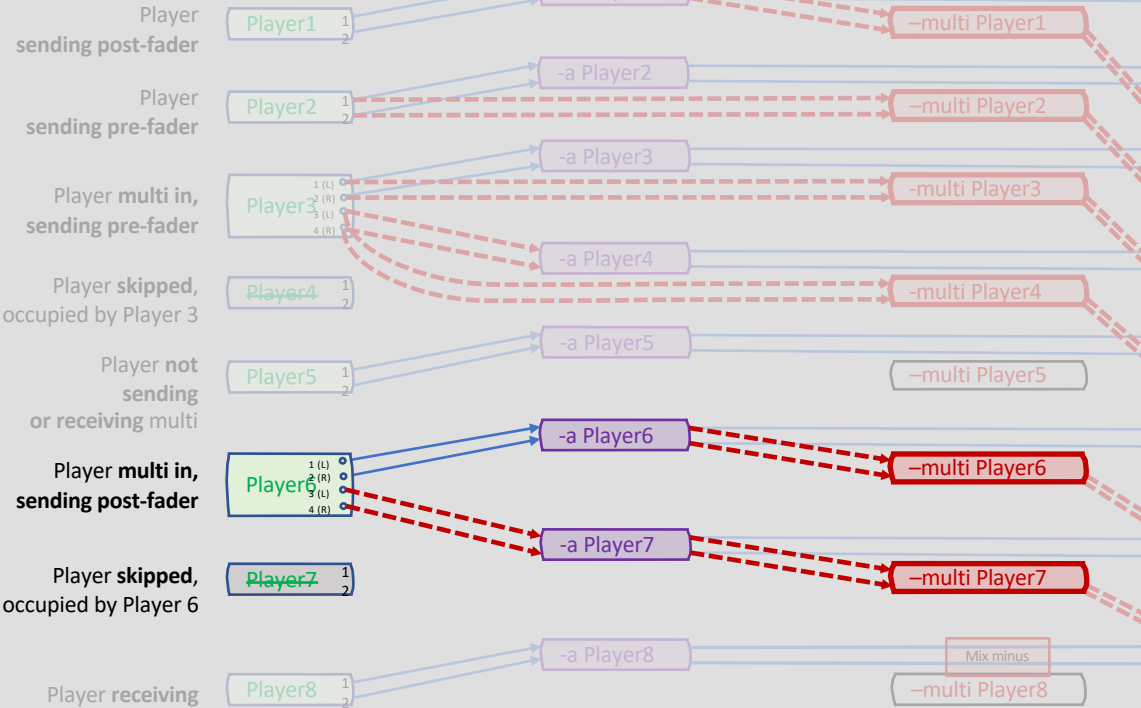 Player
sending post-fader
Player1
1
2
–multi Player1
-a Player2
Player
sending pre-fader
Player2
1
2
–multi Player2
-a Player3
Player multi in,
sending pre-fader
Player3
1 (L)
2 (R)
3 (L)
4 (R)
-multi Player3
-a Player4
Player skipped,
occupied by Player 3
Player4
1
2
-multi Player4
-a Player5
Player not
sending
or receiving multi
Player5
1
2
–multi Player5
-a Player6
Player multi in,
sending post-fader
Player6
1 (L)
2 (R)
3 (L)
4 (R)
–multi Player6
-a Player7
Player skipped,
occupied by Player 6
Player7
1
2
–multi Player7
-a Player8
Mix minus
Player receiving
Player8
1
2
–multi Player8